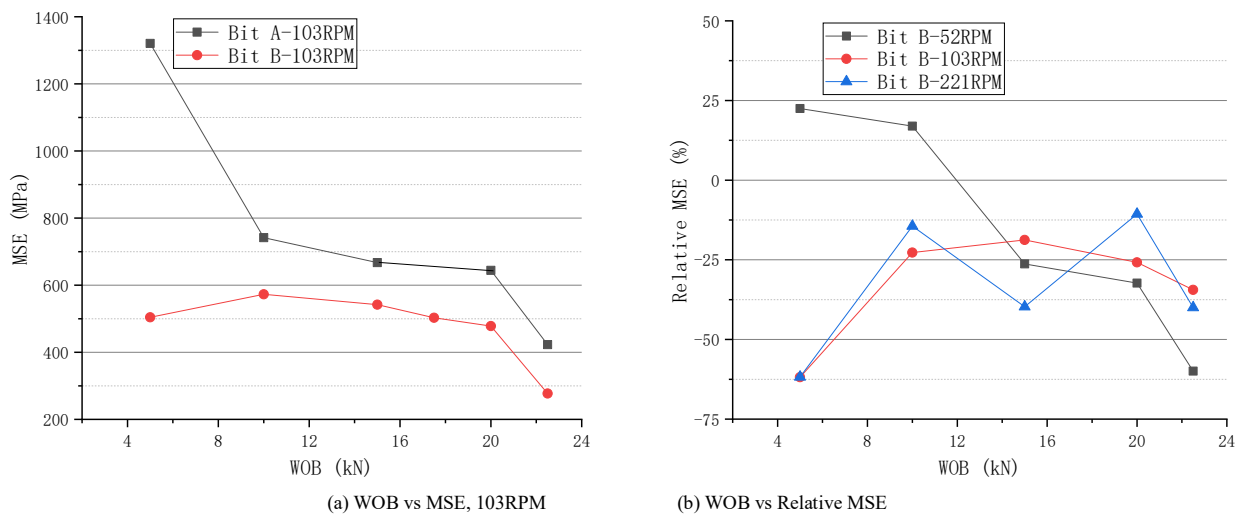 1400
1200
1000
800
600
400
200
MSE (MPa)
Bit A-103RPM
Bit B-103RPM
4 8 12 16 20 24
WOB (kN)
(a) WOB vs MSE, 103RPM
50
25
0
-25
-50
-75
Relative MSE (%)
Bit B-52RPM
Bit B-103RPM
Bit B-221RPM
4 8 12 16 20 24
WOB (kN)
(b) WOB vs Relative MSE